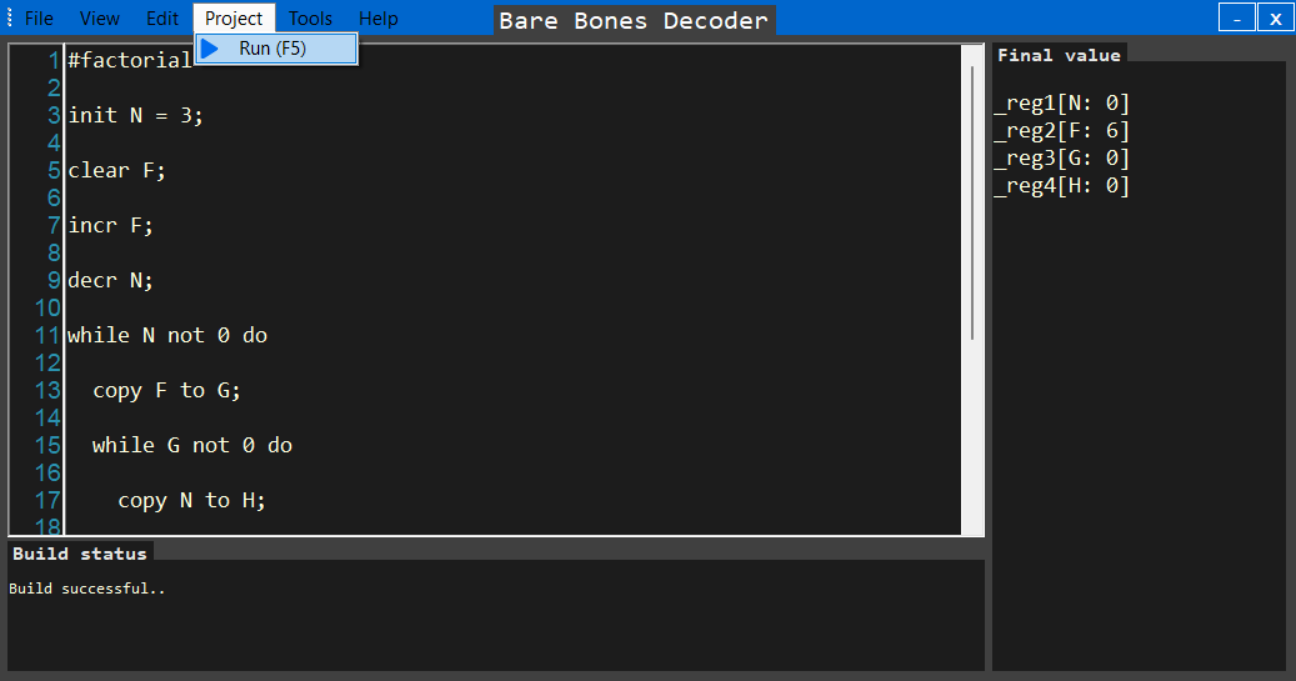 File View Edit Project Tools Help Bare Bones Decoder - x
Run (F5)
1 #factorial
2
3 init N = 3;
4
5 clear F;
6
7 incr F;
8
9 decr N;
10
11 while N not 0 do
12
13 copy F to G;
14
15 while G not 0 do
16
17 copy N to H;
18
Final value
_reg1[N: 0]
_reg2[F: 6]
_reg3[G: 0]
_reg4[H: 0]
Build status
Build successful..